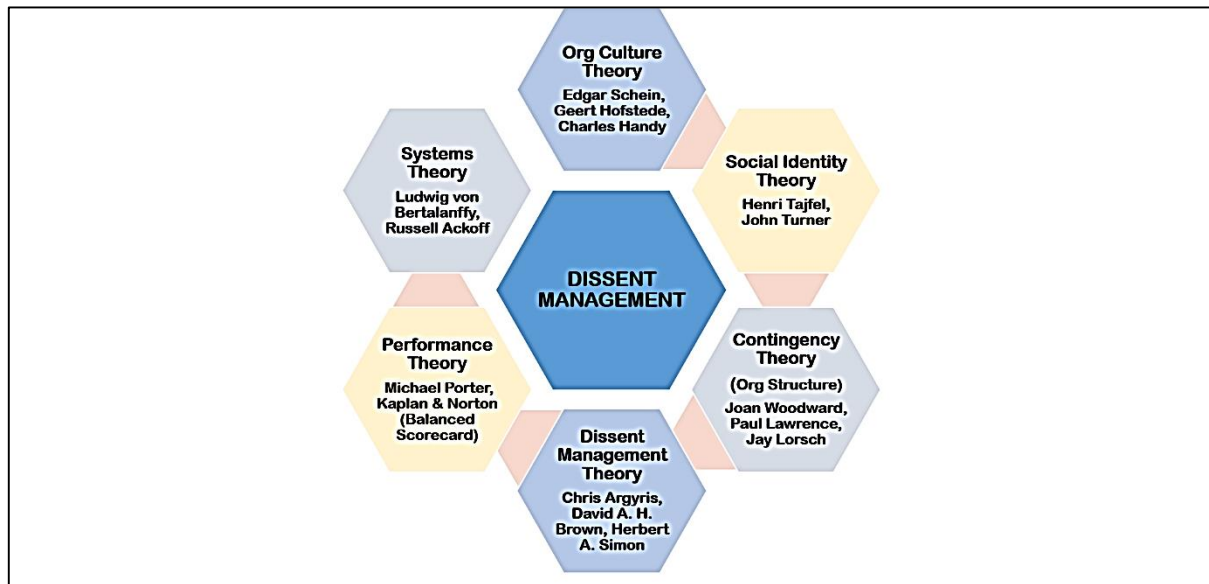 Org Culture
Theory
Edgar Schein,
Geert Hofstede,
Charles Handy
Systems
Theory
Ludwig von
Bertalanffy,
Russell Ackoff
Social Identity
Theory
Henri Tajfel,
John Turner
DISSENT
MANAGEMENT
Performance
Theory
Michael Porter,
Kaplan & Norton
(Balanced
Scorecard)
Contingency
Theory
(Org Structure)
Joan Woodward,
Paul Lawrence,
Jay Lorsch
Dissent
Management
Theory
Chris Argyris,
David A. H.
Brown, Herbert
A. Simon